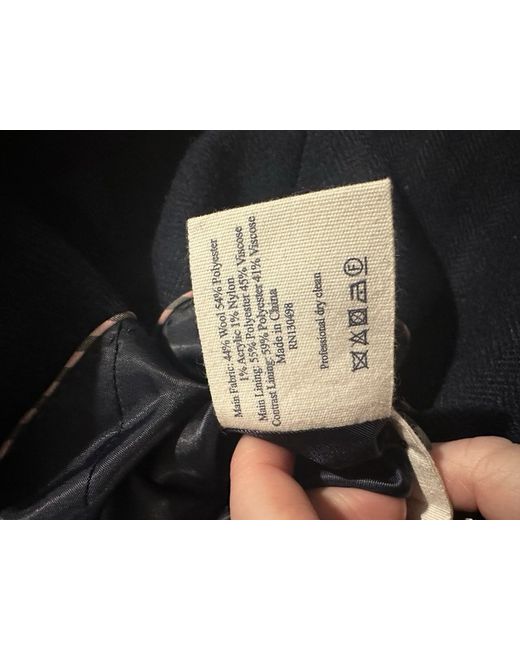 Main Fabric: 44% Wool 54% Polyester
1% Acrylic 1% Nylon
Main Lining: 55% Polyester 45% Viscose
Contrast Lining: 59% Polyester 41% Viscose
Made in China
RN130498
Professional dry clean
F